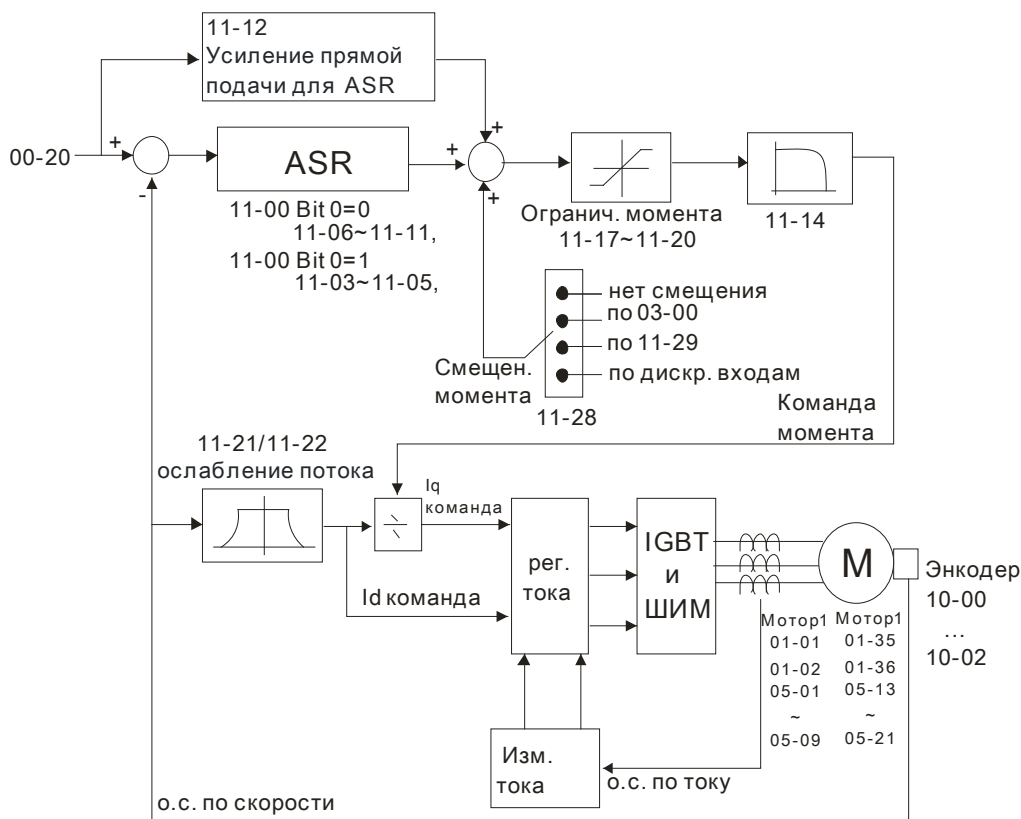 11-12
Усиление прямой
подачи для ASR
+
00-20
+
-
ASR
+
+
11-00 Bit 0=0
11-06~11-11,
11-00 Bit 0=1
11-03~11-05,
Огранич. момента
11-17~11-20
11-14
нет смещения
по 03-00
по 11-29
по дискр. входам
Смещен.
момента
11-28
Команда
момента
11-21/11-22
ослабление потока
Iq
команда
Id команда
рег.
тока
IGBT
и
ШИМ
M
Энкодер
10-00
...
10-02
Мотор1 Мотор1
01-01 01-35
01-02 01-36
05-01 05-13
~ ~
05-09 05-21
Изм.
тока
о.с. по току
о.с. по скорости